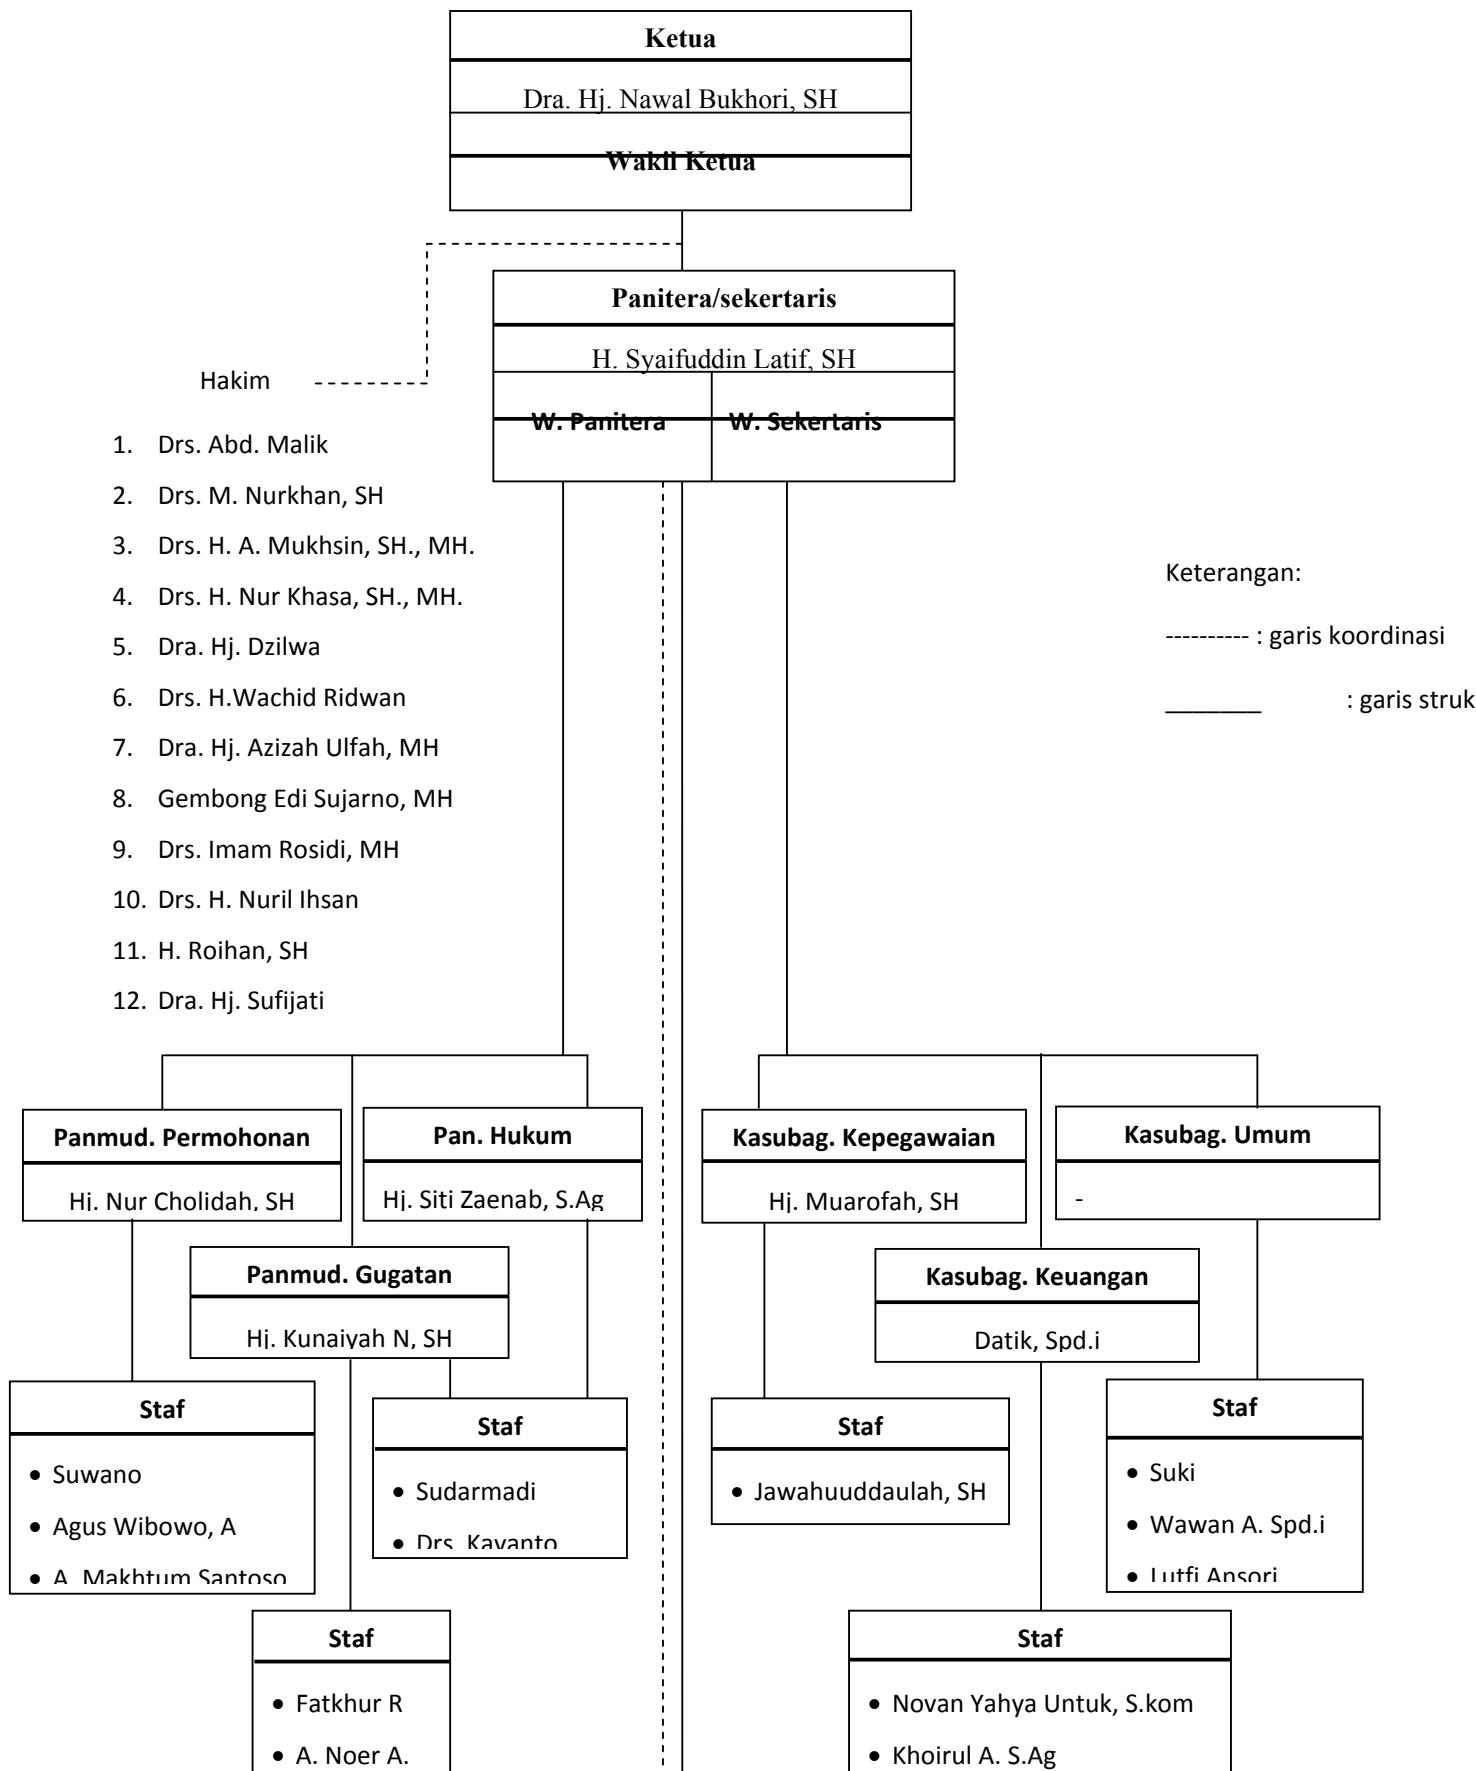 Ketua
Dra. Hj. Nawal Bukhori, SH
Wakil Ketua
Panitera/sekertaris
H. Syaifuddin Latif, SH
W. Panitera
W. Sekertaris
Hakim
1. Drs. Abd. Malik
2. Drs. M. Nurkhan, SH
3. Drs. H. A. Mukhsin, SH., MH.
4. Drs. H. Nur Khasa, SH., MH.
5. Dra. Hj. Dzilwa
6. Drs. H.Wachid Ridwan
7. Dra. Hj. Azizah Ulfah, MH
8. Gembong Edi Sujarno, MH
9. Drs. Imam Rosidi, MH
10. Drs. H. Nuril Ihsan
11. H. Roihan, SH
12. Dra. Hj. Sufijati
Keterangan:
---------- : garis koordinasi
_______ : garis struk
Panmud. Permohonan
Hj. Nur Cholidah, SH
Pan. Hukum
Hj. Siti Zaenab, S.Ag
Kasubag. Kepegawaian
Hj. Muarofah, SH
Kasubag. Umum
-
Panmud. Gugatan
Hj. Kunaiyah N, SH
Kasubag. Keuangan
Datik, Spd.i
Staf
• Suwano
• Agus Wibowo, A
• A. Makhtum Santoso
Staf
• Sudarmadi
• Drs. Kayanto
Staf
• Jawahuuddaulah, SH
Staf
• Suki
• Wawan A. Spd.i
• Lutfi Ansori
Staf
• Fatkhur R
• A. Noer A.
Staf
• Novan Yahya Untuk, S.kom
• Khoirul A. S.Ag